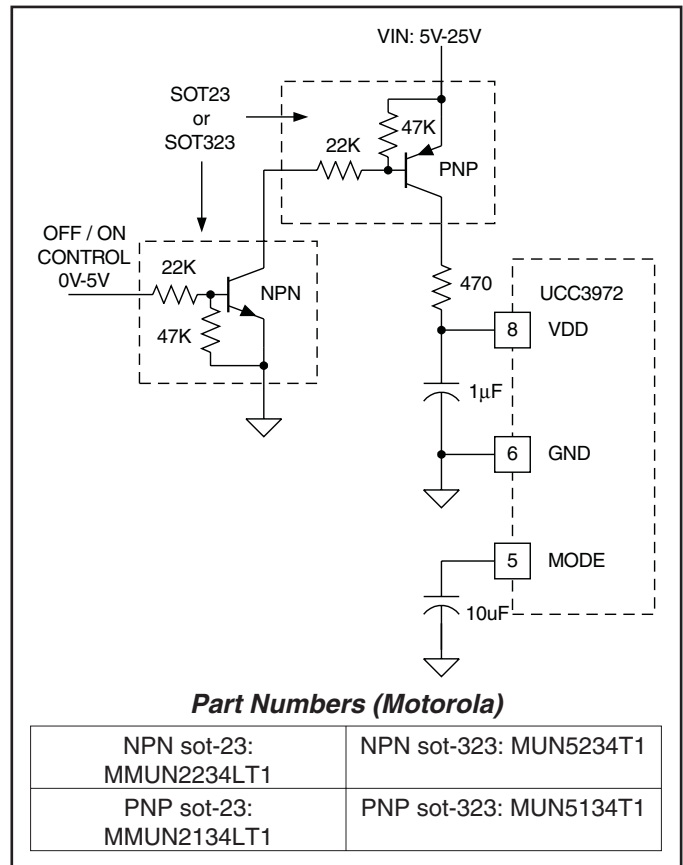 VIN: 5V-25V
SOT23
or
SOT323
47K
22K
PNP
OFF / ON
CONTROL
0V-5V
22K
NPN
47K
470
UCC3972
8 VDD
1µF
6 GND
5 MODE
10uF
Part Numbers (Motorola)
NPN sot-23:
MMUN2234LT1
NPN sot-323: MUN5234T1
PNP sot-23:
MMUN2134LT1
PNP sot-323: MUN5134T1